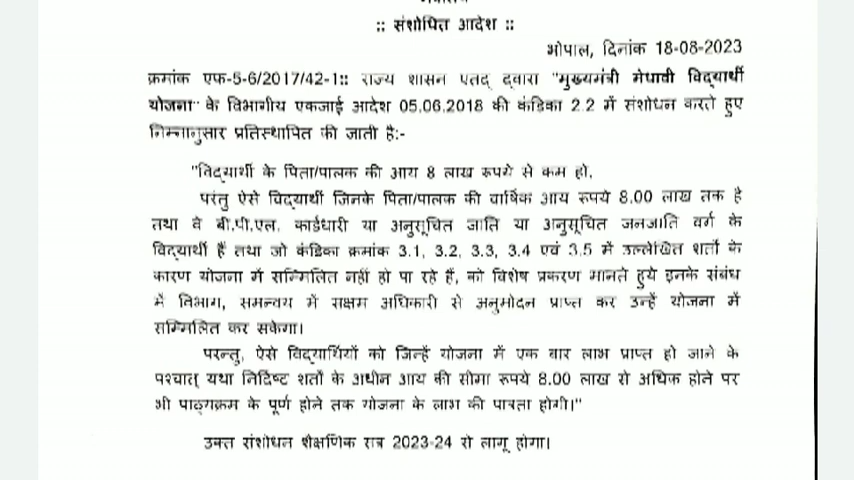 :: संशोधित आदेश ::
भोपाल, दिनांक 18-08-2023
क्रमांक एफ-5-6/2017/42-1:: राज्य शासन एतद् द्वारा "मुख्यमंत्री मेधावी विद्यार्थी
योजना" के विभागीय एकजाई आदेश 05.06.2018 की कंडिका 2.2 में संशोधन करते हुए
निम्नानुसार प्रतिस्थापित की जाती है:-
"विद्यार्थी के पिता/पालक की आय 8 लाख रूपये से कम हो.
परंतु ऐसे विद्यार्थी जिनके पिता/पालक की वार्षिक आय रूपये 8.00 लाख तक है
तथा वे बी.पी.एल. कार्डधारी या अनुसूचित जाति या अनुसूचित जनजाति वर्ग के
विद्यार्थी हैं तथा जो कंडिका क्रमांक 3.1, 3.2, 3.3, 3.4 एवं 3.5 में उल्लेखित शर्तों के
कारण योजना में सम्मिलित नहीं हो पा रहे हैं, को विशेष प्रकरण मानते हुये इनके संबंध
में विभाग, समन्वय में सक्षम अधिकारी से अनुमोदन प्राप्त कर उन्हें योजना में
सम्मिलित कर सकेगा।
परन्तु, ऐसे विद्यार्थियों को जिन्हें योजना में एक बार लाभ प्राप्त हो जाने के
पश्चात् यथा निर्दिष्ट शर्तों के अधीन आय की सीमा रूपये 8.00 लाख से अधिक होने पर
भी पाठ्यक्रम के पूर्ण होने तक योजना के लाभ की पात्रता होगी।"
उक्त संशोधन शैक्षणिक सत्र 2023-24 से लागू होगा।